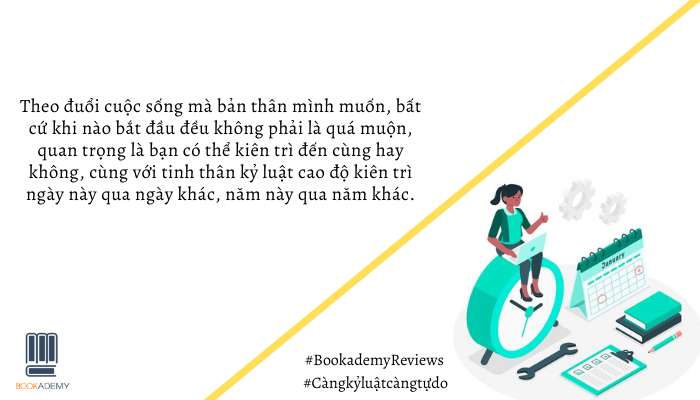 Theo đuổi cuộc sống mà bản thân mình muốn, bất
cứ khi nào bắt đầu đều không phải là quá muộn,
quan trọng là bạn có thể kiên trì đến cùng hay
không, cùng với tinh thân kỷ luật cao độ kiên trì
ngày này qua ngày khác, năm này qua năm khác.
January
BOOKADEMY
#BookademyReviews
#Càngkỷluậtcàngtựdo